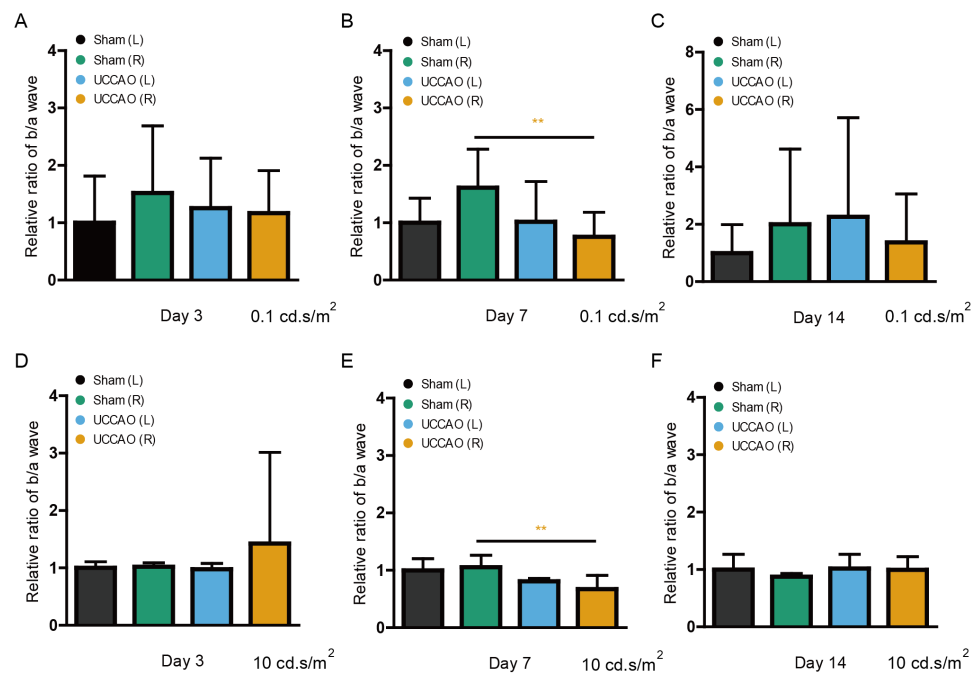 A
Sham (L)
Sham (R)
UCCAO (L)
UCCAO (R)
Relative ratio of b/a wave
4
3
2
1
0
Day 3
0.1 cd.s/m²
B
Sham (L)
Sham (R)
UCCAO (L)
UCCAO (R)
Relative ratio of b/a wave
4
3
2
1
0
**
Day 7
0.1 cd.s/m²
C
Sham (L)
Sham (R)
UCCAO (L)
UCCAO (R)
Relative ratio of b/a wave
8
6
4
2
0
Day 14
0.1 cd.s/m²
D
Sham (L)
Sham (R)
UCCAO (L)
UCCAO (R)
Relative ratio of b/a wave
4
3
2
1
0
Day 3
10 cd.s/m²
E
Sham (L)
Sham (R)
UCCAO (L)
UCCAO (R)
Relative ratio of b/a wave
4
3
2
1
0
**
Day 7
10 cd.s/m²
F
Sham (L)
Sham (R)
UCCAO (L)
UCCAO (R)
Relative ratio of b/a wave
4
3
2
1
0
Day 14
10 cd.s/m²